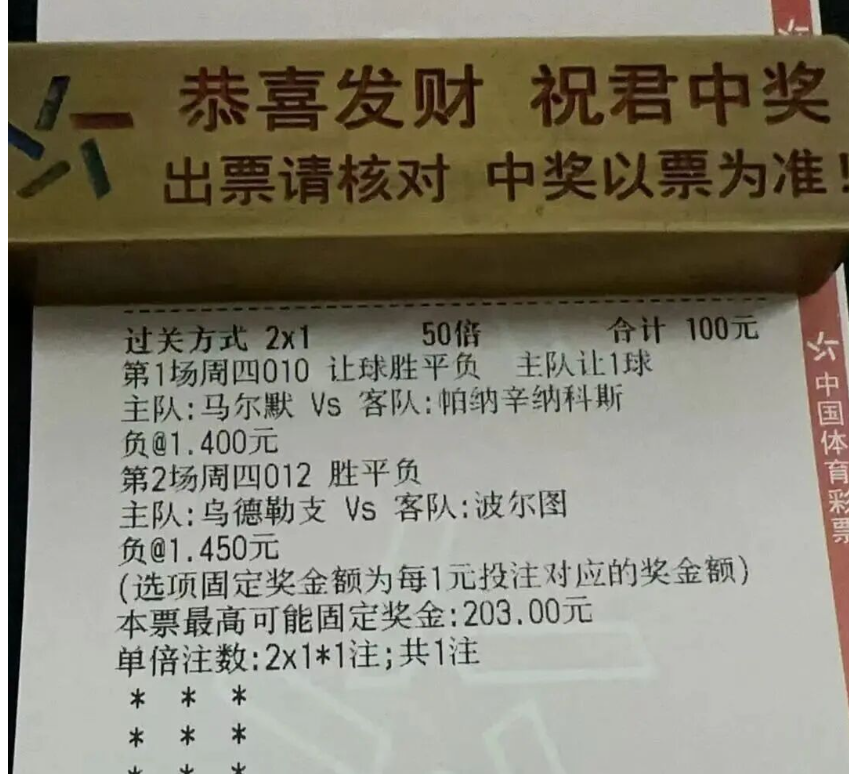 恭喜发财 祝君中奖
出票请核对 中奖以票为准!
过关方式 2x1 50倍 合计 100元
第1场周四010 让球胜平负 主队让1球
主队:马尔默 Vs 客队:帕纳辛纳科斯
负@1.400元
第2场周四012 胜平负
主队:乌德勒支 Vs 客队:波尔图
负@1.450元
(选项固定奖金额为每1元投注对应的奖金额)
本票最高可能固定奖金:203.00元
单倍注数:2x1*1注;共1注
* * *
* * *
* * *
中国体育彩票